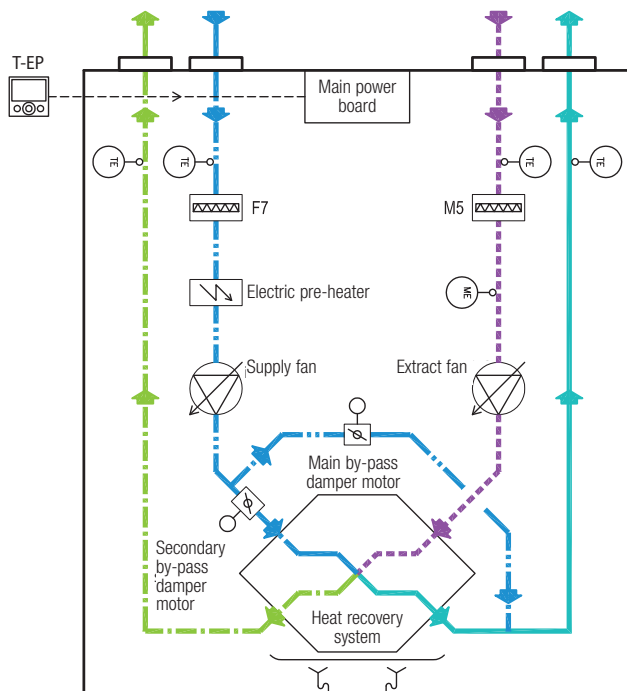 T-EP
Main power
board
TE
TE
TE
TE
F7
M5
Electric pre-heater
ME
Supply fan
Extract fan
Main by-pass
damper motor
Secondary
by-pass
damper
motor
Heat recovery
system